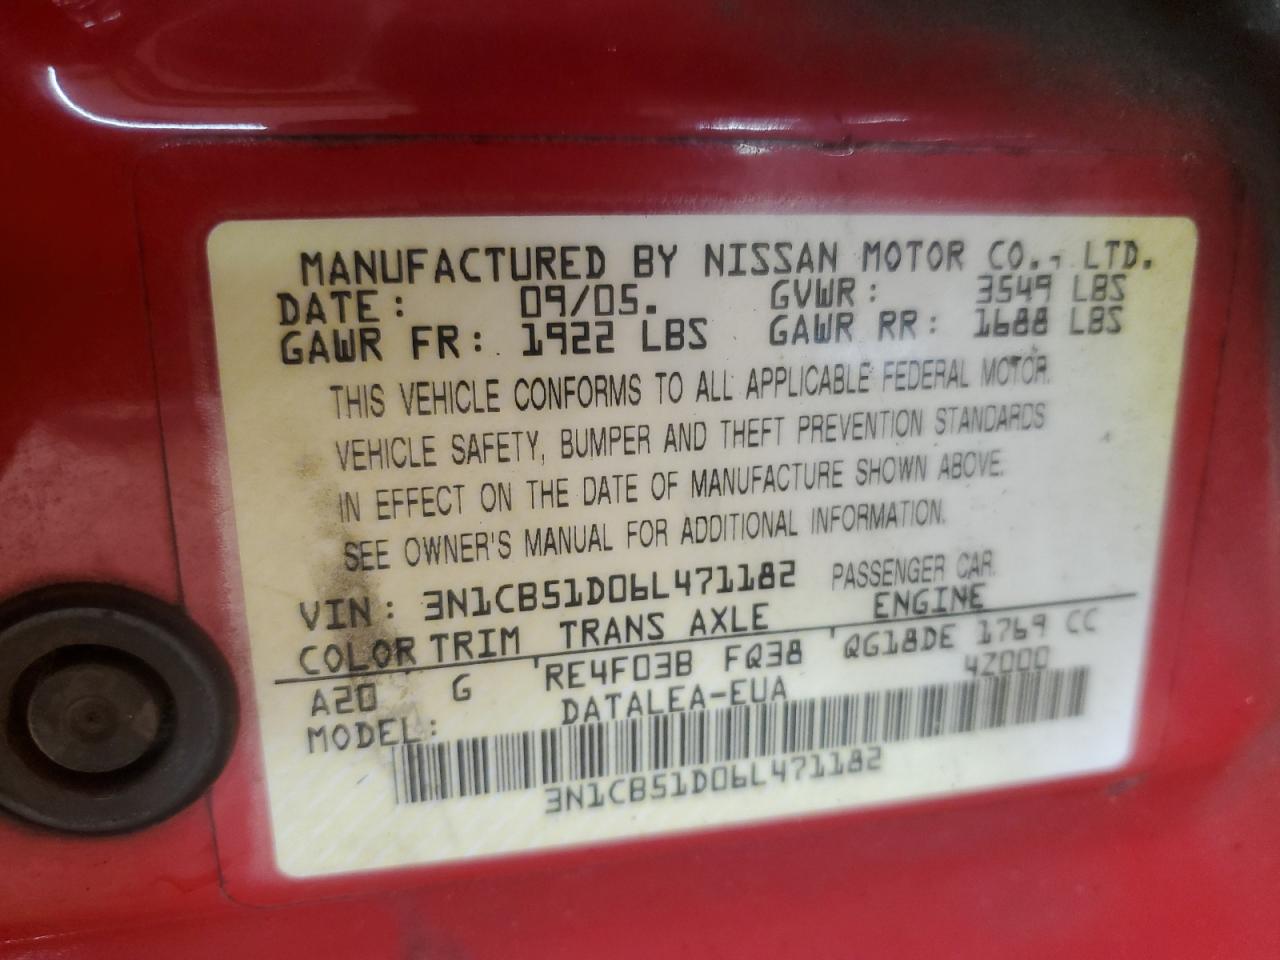 MANUFACTURED BY NISSAN MOTOR CO., LTD.
DATE: 09/05. GVWR: 3549 LBS
GAWR FR: 1922 LBS GAWR RR: 1688 LBS
THIS VEHICLE CONFORMS TO ALL APPLICABLE FEDERAL MOTOR
VEHICLE SAFETY, BUMPER AND THEFT PREVENTION STANDARDS
IN EFFECT ON THE DATE OF MANUFACTURE SHOWN ABOVE.
SEE OWNER'S MANUAL FOR ADDITIONAL INFORMATION.
VIN: 3N1CB51D06L471182 PASSENGER CAR
COLOR TRIM TRANS AXLE ENGINE
A20 G RE4F03B FQ38 QG18DE 1769 CC
MODEL: DATALEA-EUA 4Z000
3N1CB51D06L471182